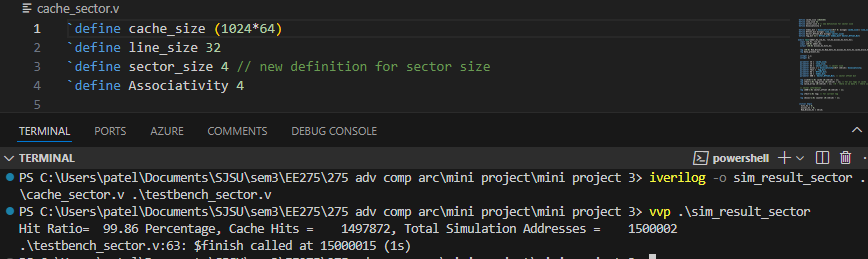 cache_sector.v
1 `define cache_size (1024*64)
2 `define line_size 32
3 `define sector_size 4 // new definition for sector size
4 `define Associativity 4
5
TERMINAL PORTS AZURE COMMENTS DEBUG CONSOLE
TERMINAL powershell
PS C:\Users\patel\Documents\SJSU\sem3\EE275\275 adv comp arc\mini project\mini project 3> iverilog -o sim_result_sector .
\cache_sector.v .\testbench_sector.v
PS C:\Users\patel\Documents\SJSU\sem3\EE275\275 adv comp arc\mini project\mini project 3> vvp .\sim_result_sector
Hit Ratio=  99.86 Percentage, Cache Hits =    1497872, Total Simulation Addresses =    1500002
.\testbench_sector.v:63: $finish called at 15000015 (1s)